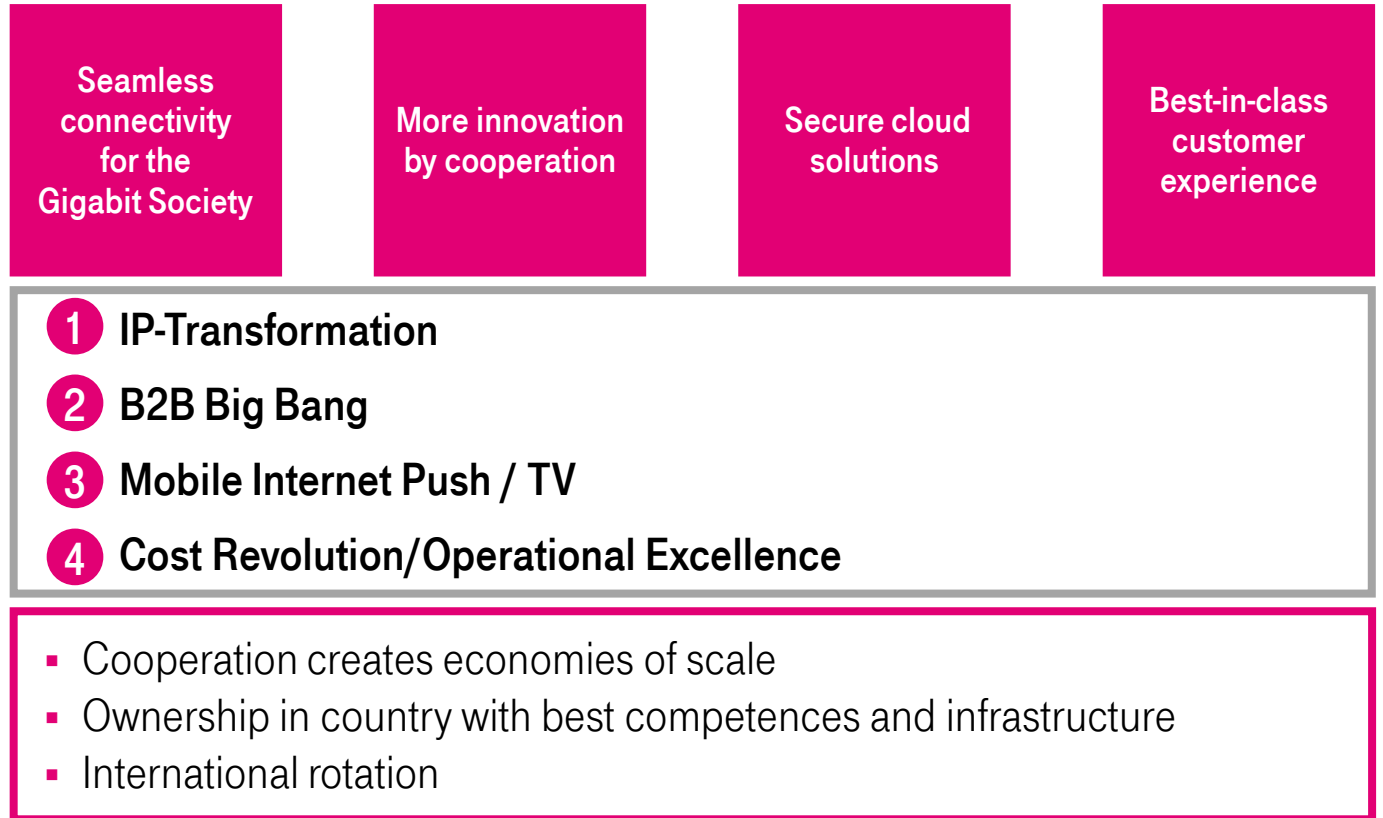 Seamless
connectivity
for the
Gigabit Society
More innovation
by cooperation
Secure cloud
solutions
Best-in-class
customer
experience
1 IP-Transformation
2 B2B Big Bang
3 Mobile Internet Push / TV
4 Cost Revolution/Operational Excellence
▪ Cooperation creates economies of scale
▪ Ownership in country with best competences and infrastructure
▪ International rotation